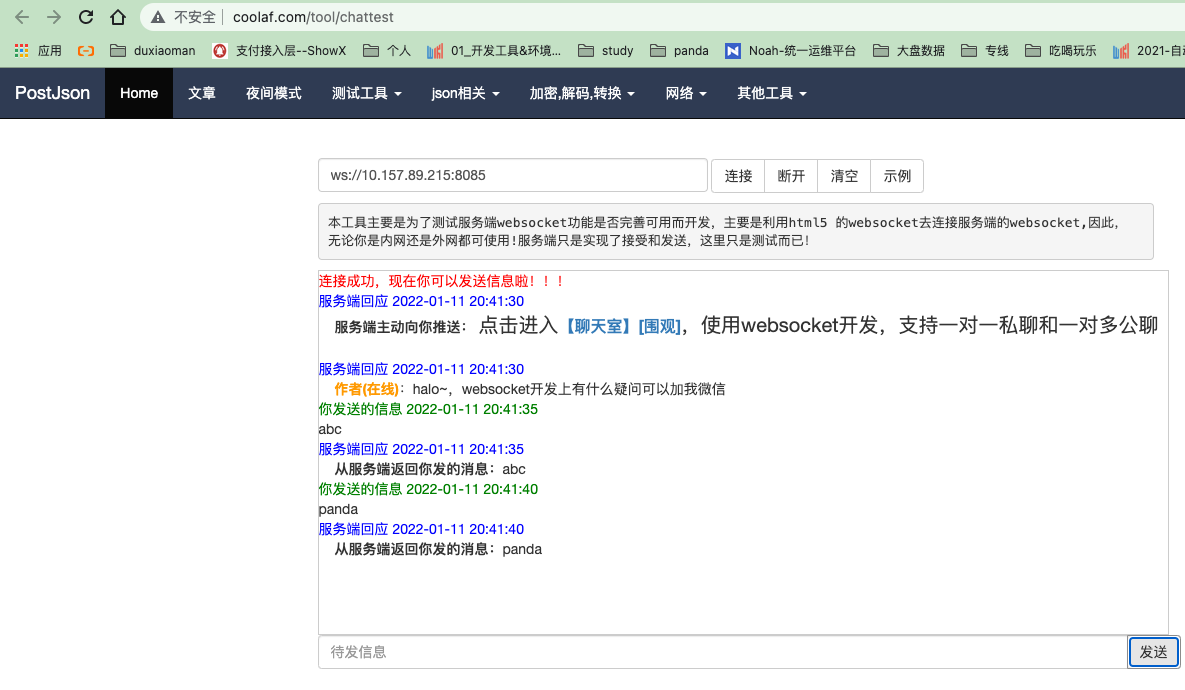 不安全 coolaf.com/tool/chattest
应用 duxiaoman 支付接入层--ShowX 个人 01_开发工具&环境... study panda Noah-统一运维平台 大盘数据 专线 吃喝玩乐 2021-自
PostJson Home 文章 夜间模式 测试工具 json相关 加密,解码,转换 网络 其他工具
ws://10.157.89.215:8085 连接 断开 清空 示例
本工具主要是为了测试服务端websocket功能是否完善可用而开发，主要是利用html5 的websocket去连接服务端的websocket,因此，
无论你是内网还是外网都可使用!服务端只是实现了接受和发送，这里只是测试而已!
连接成功，现在你可以发送信息啦！！！
服务端回应 2022-01-11 20:41:30
服务端主动向你推送： 点击进入【聊天室】[围观]，使用websocket开发，支持一对一私聊和一对多公聊
服务端回应 2022-01-11 20:41:30
作者(在线)：halo~，websocket开发上有什么疑问可以加我微信
你发送的信息 2022-01-11 20:41:35
abc
服务端回应 2022-01-11 20:41:35
从服务端返回你发的消息：abc
你发送的信息 2022-01-11 20:41:40
panda
服务端回应 2022-01-11 20:41:40
从服务端返回你发的消息：panda
待发信息 发送